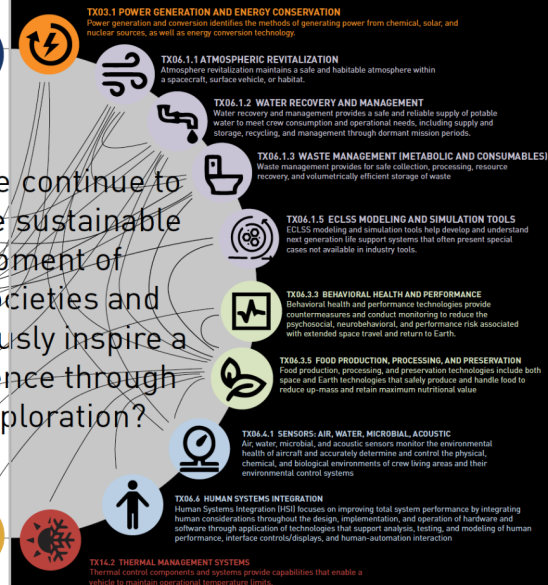 TX03.1 POWER GENERATION AND ENERGY CONSERVATION
Power generation and conversion identifies the methods of generating power from chemical, solar, and
nuclear sources, as well as energy conversion technology.
TX06.1.1 ATMOSPHERIC REVITALIZATION
Atmosphere revitalization maintains a safe and habitable atmosphere within
a spacecraft, surface vehicle, or habitat.
TX06.1.2 WATER RECOVERY AND MANAGEMENT
Water recovery and management provides a safe and reliable supply of potable
water to meet crew consumption and operational needs, including supply and
storage, recycling, and management through dormant mission periods.
TX06.1.3 WASTE MANAGEMENT (METABOLIC AND CONSUMABLES)
Waste management provides for safe collection, processing, resource
recovery, and volumetrically efficient storage of waste
e continue to
e sustainable
pment of
ocieties and
usly inspire a
ence through
ploration?
TX06.1.5 ECLSS MODELING AND SIMULATION TOOLS
ECLSS modeling and simulation tools help develop and understand
next generation life support systems that often present special
cases not available in industry tools.
TX06.3.3 BEHAVIORAL HEALTH AND PERFORMANCE
Behavioral health and performance technologies provide
countermeasures and conduct monitoring to reduce the
psychosocial, neurobehavioral, and performance risk associated
with extended space travel and return to Earth.
TX06.3.5 FOOD PRODUCTION, PROCESSING, AND PRESERVATION
Food production, processing, and preservation technologies include both
space and Earth technologies that safely produce and handle food to
reduce up-mass and retain maximum nutritional value
TX06.4.1 SENSORS: AIR, WATER, MICROBIAL, ACOUSTIC
Air, water, microbial, and acoustic sensors monitor the environmental
health of aircraft and accurately determine and control the physical,
chemical, and biological environments of crew living areas and their
environmental control systems
TX06.6 HUMAN SYSTEMS INTEGRATION
Human Systems Integration (HSI) focuses on improving total system performance by integrating
human considerations throughout the design, implementation, and operation of hardware and
software through application of technologies that support analysis, testing, and modeling of human
performance, interface controls/displays, and human-automation interaction
TX14.2 THERMAL MANAGEMENT SYSTEMS
Thermal control components and systems provide capabilities that enable a
vehicle to maintain operational temperature limits.